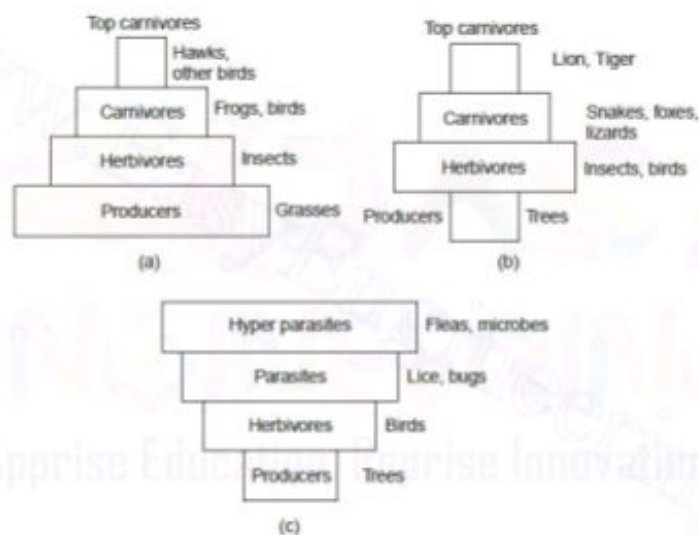 Top carnivores
Hawks,
other birds
Carnivores
Frogs, birds
Herbivores
Insects
Producers
Grasses
(a)
Top carnivores
Lion, Tiger
Carnivores
Snakes, foxes,
lizards
Herbivores
Insects, birds
Producers
Trees
(b)
Hyper parasites
Fleas, microbes
Parasites
Lice, bugs
Herbivores
Birds
Producers
Trees
(c)